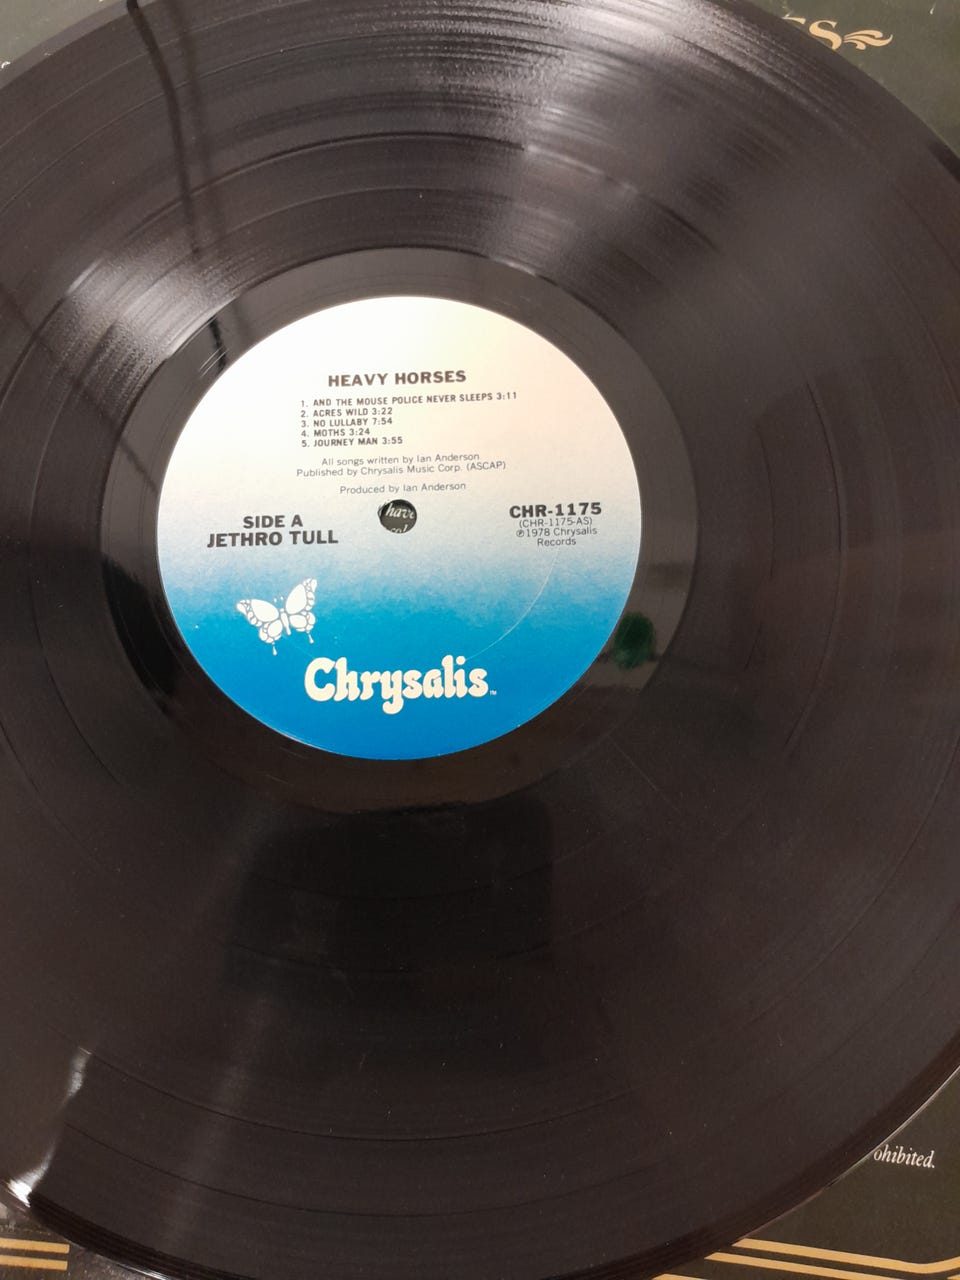 SS
HEAVY HORSES
1. AND THE MOUSE POLICE NEVER SLEEPS 3:11
2. ACRES WILD 3:22
3. NO LULLABY 7:54
4. MOTHS 3:24
5. JOURNEY MAN 3:55
All songs written by Ian Anderson
Published by Chrysalis Music Corp. (ASCAP)
Produced by Ian Anderson
have
SIDE A
JETHRO TULL
CHR-1175
(CHR-1175-AS)
℗1978 Chrysalis
Records
Chrysalis™
ohibited.